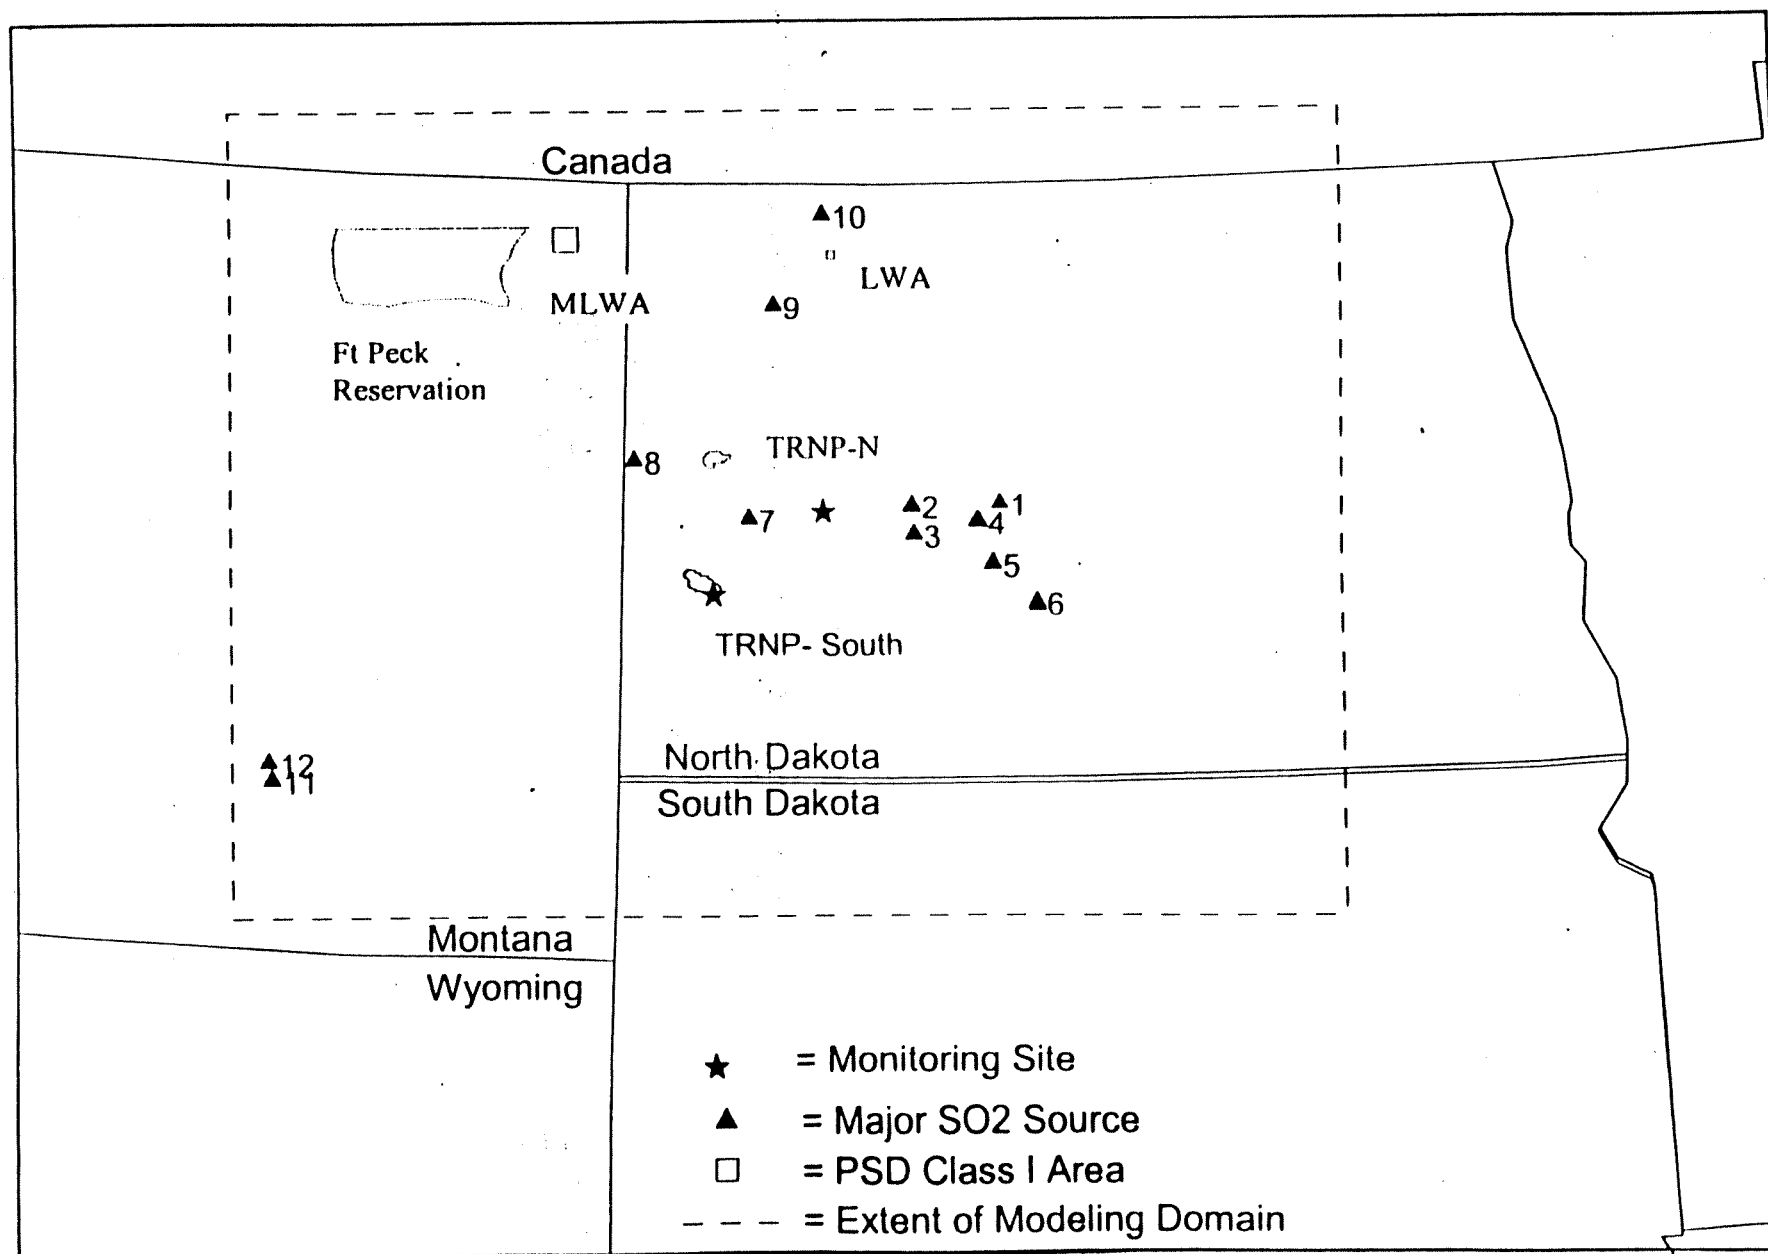 Canada
10
LWA
MLWA
9
Ft Peck
Reservation
TRNP-N
8
2
1
7
4
3
5
6
TRNP- South
North Dakota
12
11
South Dakota
Montana
Wyoming
= Monitoring Site
= Major SO2 Source
= PSD Class I Area
= Extent of Modeling Domain